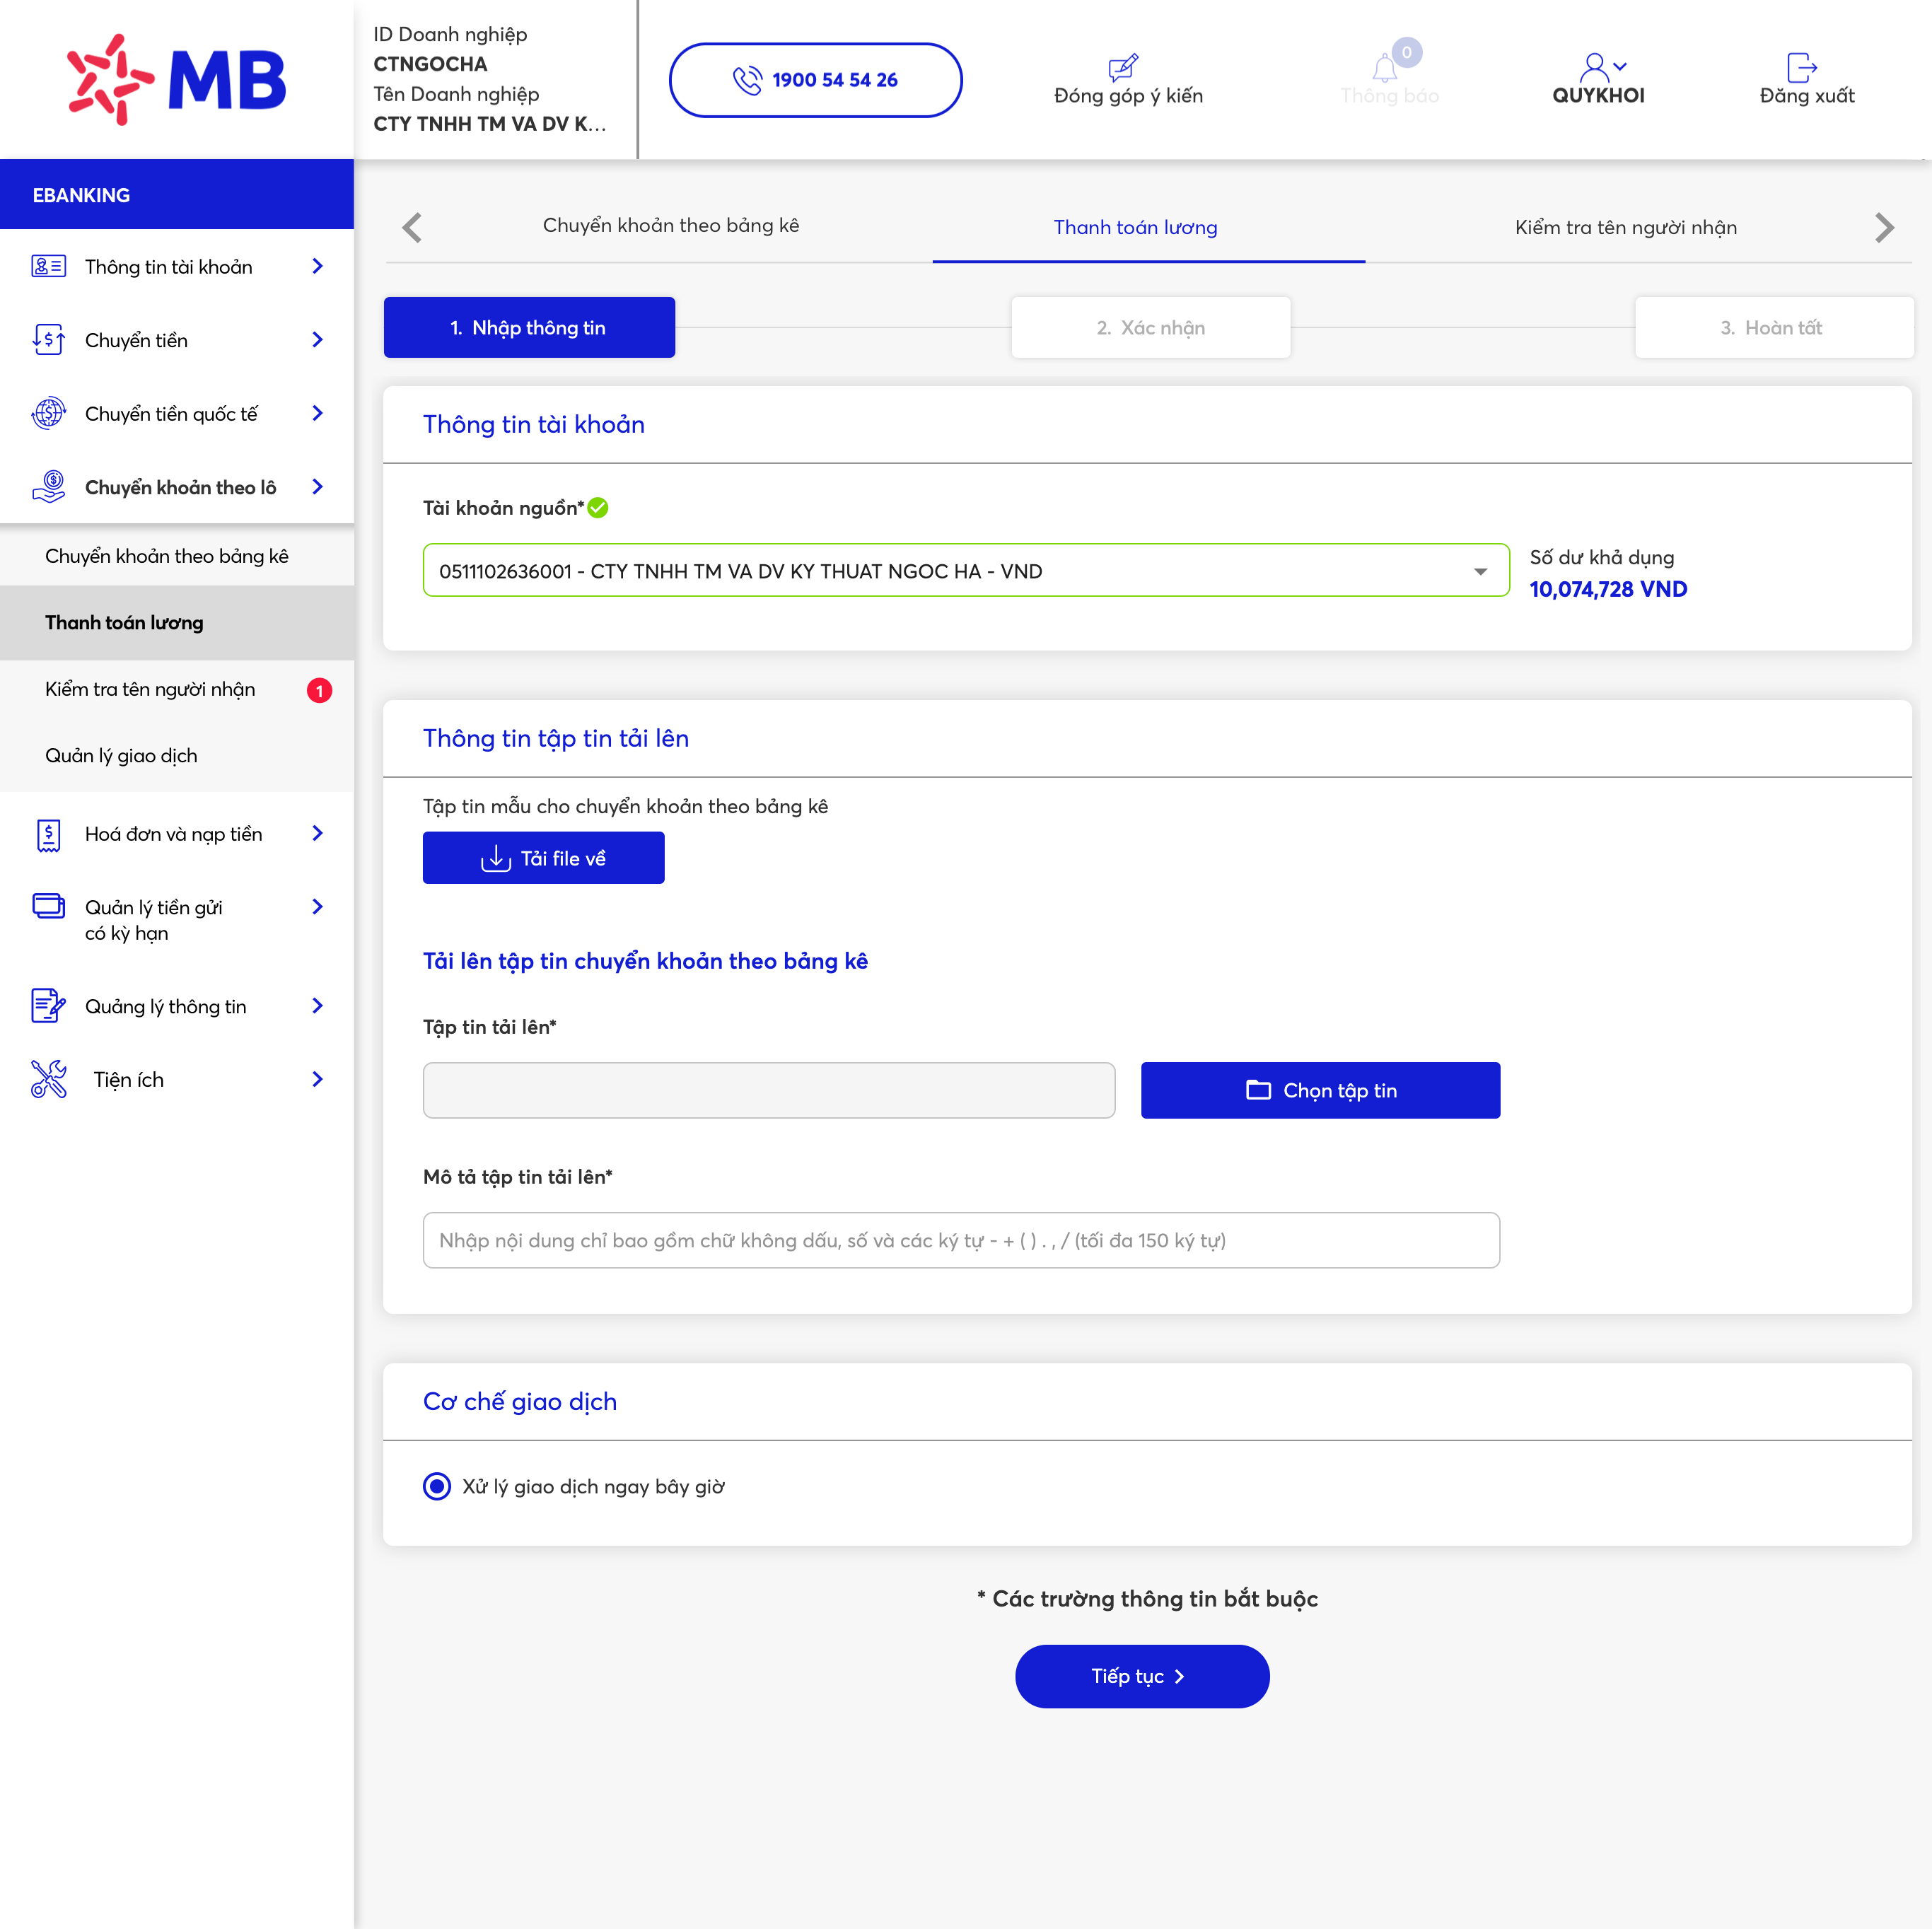 MB
ID Doanh nghiệp
CTNGOCHA
Tên Doanh nghiệp
CTY TNHH TM VA DV K...
1900 54 54 26
Đóng góp ý kiến
0
Thông báo
QUYKHOI
Đăng xuất
EBANKING
Thông tin tài khoản
Chuyển tiền
Chuyển tiền quốc tế
Chuyển khoản theo lô
Chuyển khoản theo bảng kê
Thanh toán lương
Kiểm tra tên người nhận
1
Quản lý giao dịch
Hoá đơn và nạp tiền
Quản lý tiền gửi
có kỳ hạn
Quảng lý thông tin
Tiện ích
Chuyển khoản theo bảng kê
Thanh toán lương
Kiểm tra tên người nhận
1. Nhập thông tin
2. Xác nhận
3. Hoàn tất
Thông tin tài khoản
Tài khoản nguồn*
0511102636001 - CTY TNHH TM VA DV KY THUAT NGOC HA - VND
Số dư khả dụng
10,074,728 VND
Thông tin tập tin tải lên
Tập tin mẫu cho chuyển khoản theo bảng kê
Tải file về
Tải lên tập tin chuyển khoản theo bảng kê
Tập tin tải lên*
Chọn tập tin
Mô tả tập tin tải lên*
Nhập nội dung chỉ bao gồm chữ không dấu, số và các ký tự - + ( ) . , / (tối đa 150 ký tự)
Cơ chế giao dịch
Xử lý giao dịch ngay bây giờ
* Các trường thông tin bắt buộc
Tiếp tục